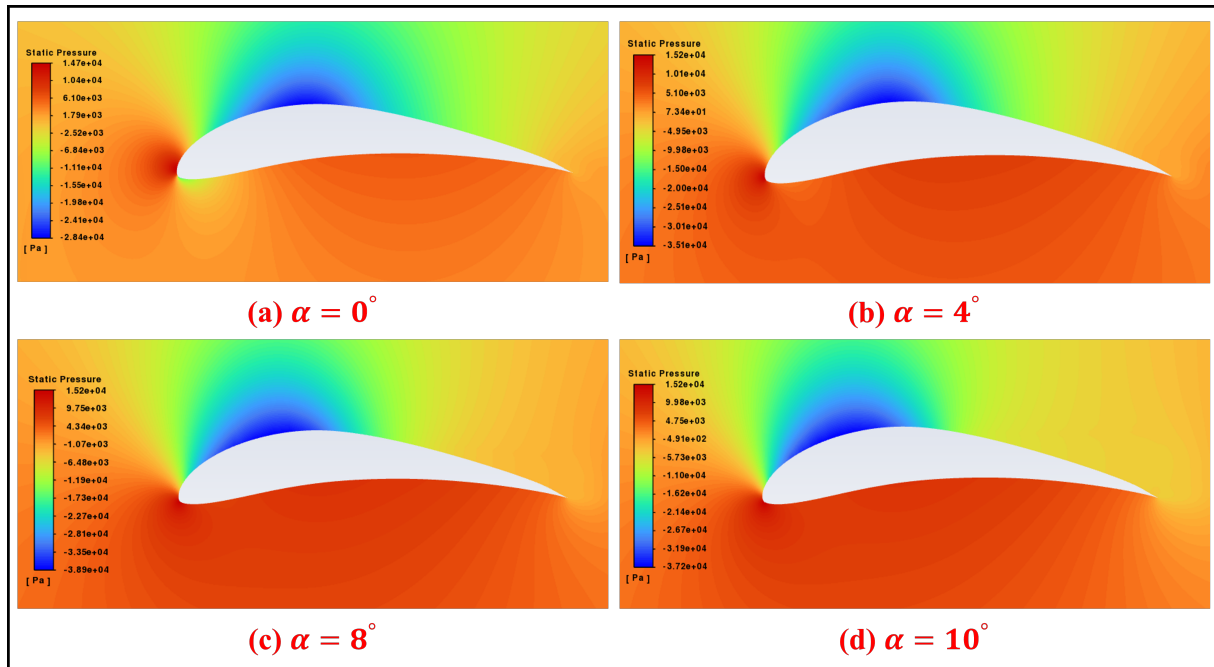 Static Pressure
1.47e+04
1.04e+04
6.10e+03
1.79e+03
-2.52e+03
-6.84e+03
-1.11e+04
-1.55e+04
-1.98e+04
-2.41e+04
-2.84e+04
[ Pa ]
(a) α = 0°
Static Pressure
1.52e+04
1.01e+04
5.10e+03
7.34e+01
-4.95e+03
-9.98e+03
-1.50e+04
-2.00e+04
-2.51e+04
-3.01e+04
-3.51e+04
[ Pa ]
(b) α = 4°
Static Pressure
1.52e+04
9.75e+03
4.34e+03
-1.07e+03
-6.48e+03
-1.19e+04
-1.73e+04
-2.27e+04
-2.81e+04
-3.35e+04
-3.89e+04
[ Pa ]
(c) α = 8°
Static Pressure
1.52e+04
9.98e+03
4.75e+03
-4.91e+02
-5.73e+03
-1.10e+04
-1.62e+04
-2.14e+04
-2.67e+04
-3.19e+04
-3.72e+04
[ Pa ]
(d) α = 10°